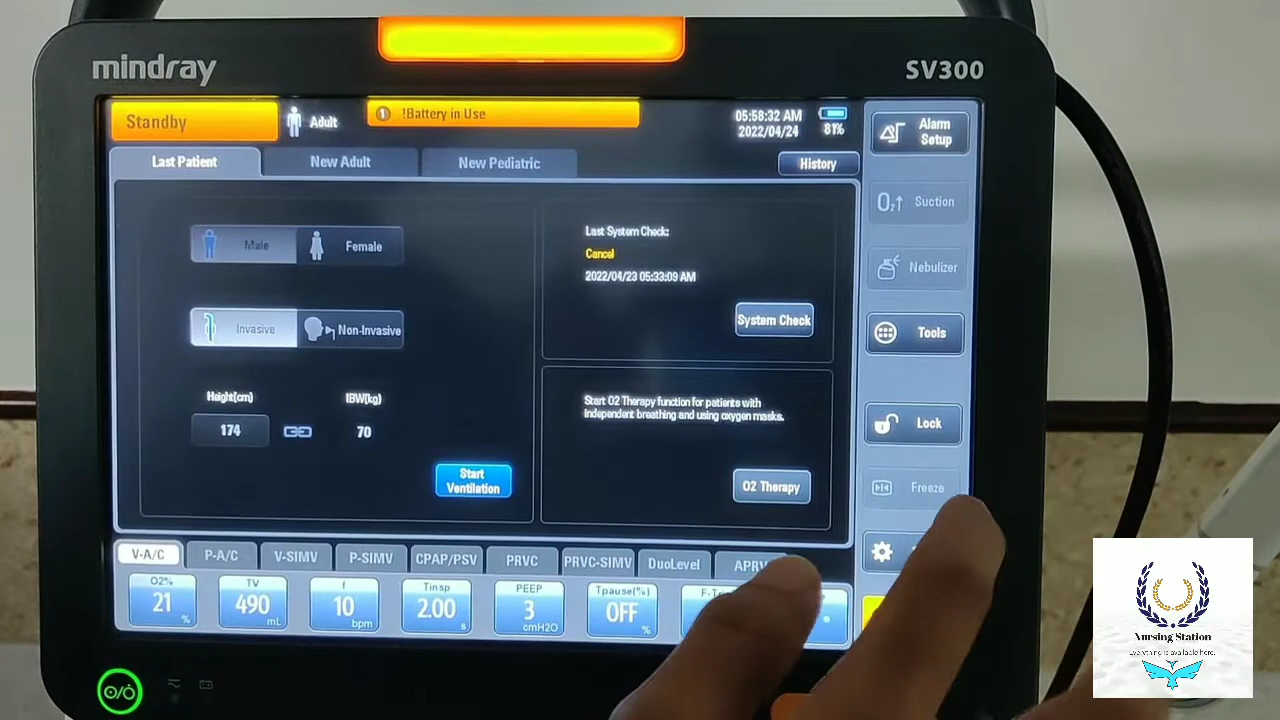 mindray
SV300
Standby
Adult
!Battery in Use
05:58:32 AM
2022/04/24
81%
Alarm
Setup
Last Patient
New Adult
New Pediatric
History
O₂↑ Suction
Nebulizer
Tools
Lock
Freeze
Male
Female
Invasive
Non-Invasive
Height(cm)
IBW(kg)
174
70
Start
Ventilation
Last System Check:
Cancel
2022/04/23 05:33:09 AM
System Check
Start O2 Therapy function for patients with
independent breathing and using oxygen masks.
O2 Therapy
V-A/C
P-A/C
V-SIMV
P-SIMV
CPAP/PSV
PRVC
PRVC-SIMV
DuoLevel
APRV
O2%
21
%
TV
490
mL
f
10
bpm
Tinsp
2.00
s
PEEP
3
cmH2O
Tpause(%)
OFF
%
Nursing Station
Everything is available here.